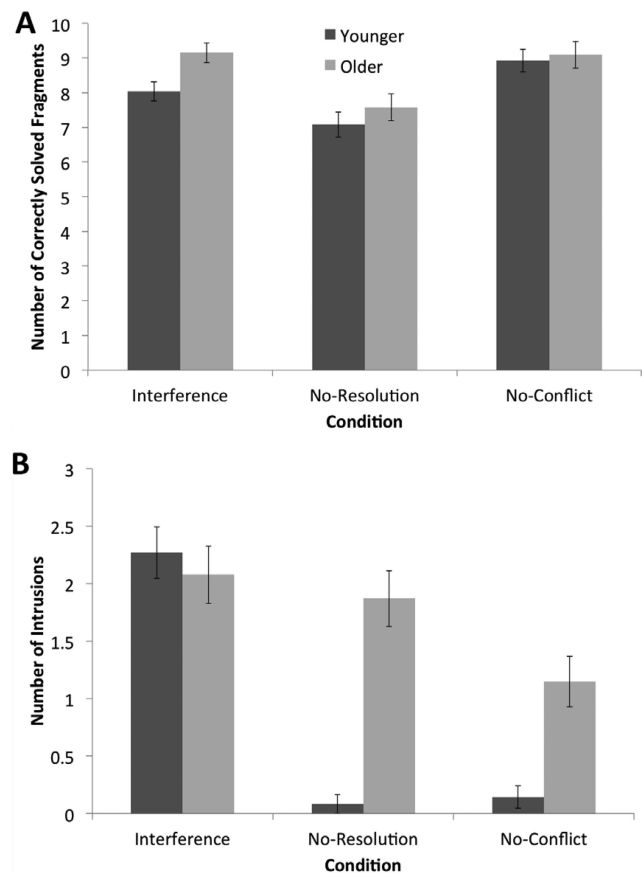 A
Number of Correctly Solved Fragments
10
9
8
7
6
5
4
3
2
1
0
Younger
Older
Interference
No-Resolution
No-Conflict
Condition
B
Number of Intrusions
3
2.5
2
1.5
1
0.5
0
Interference
No-Resolution
No-Conflict
Condition